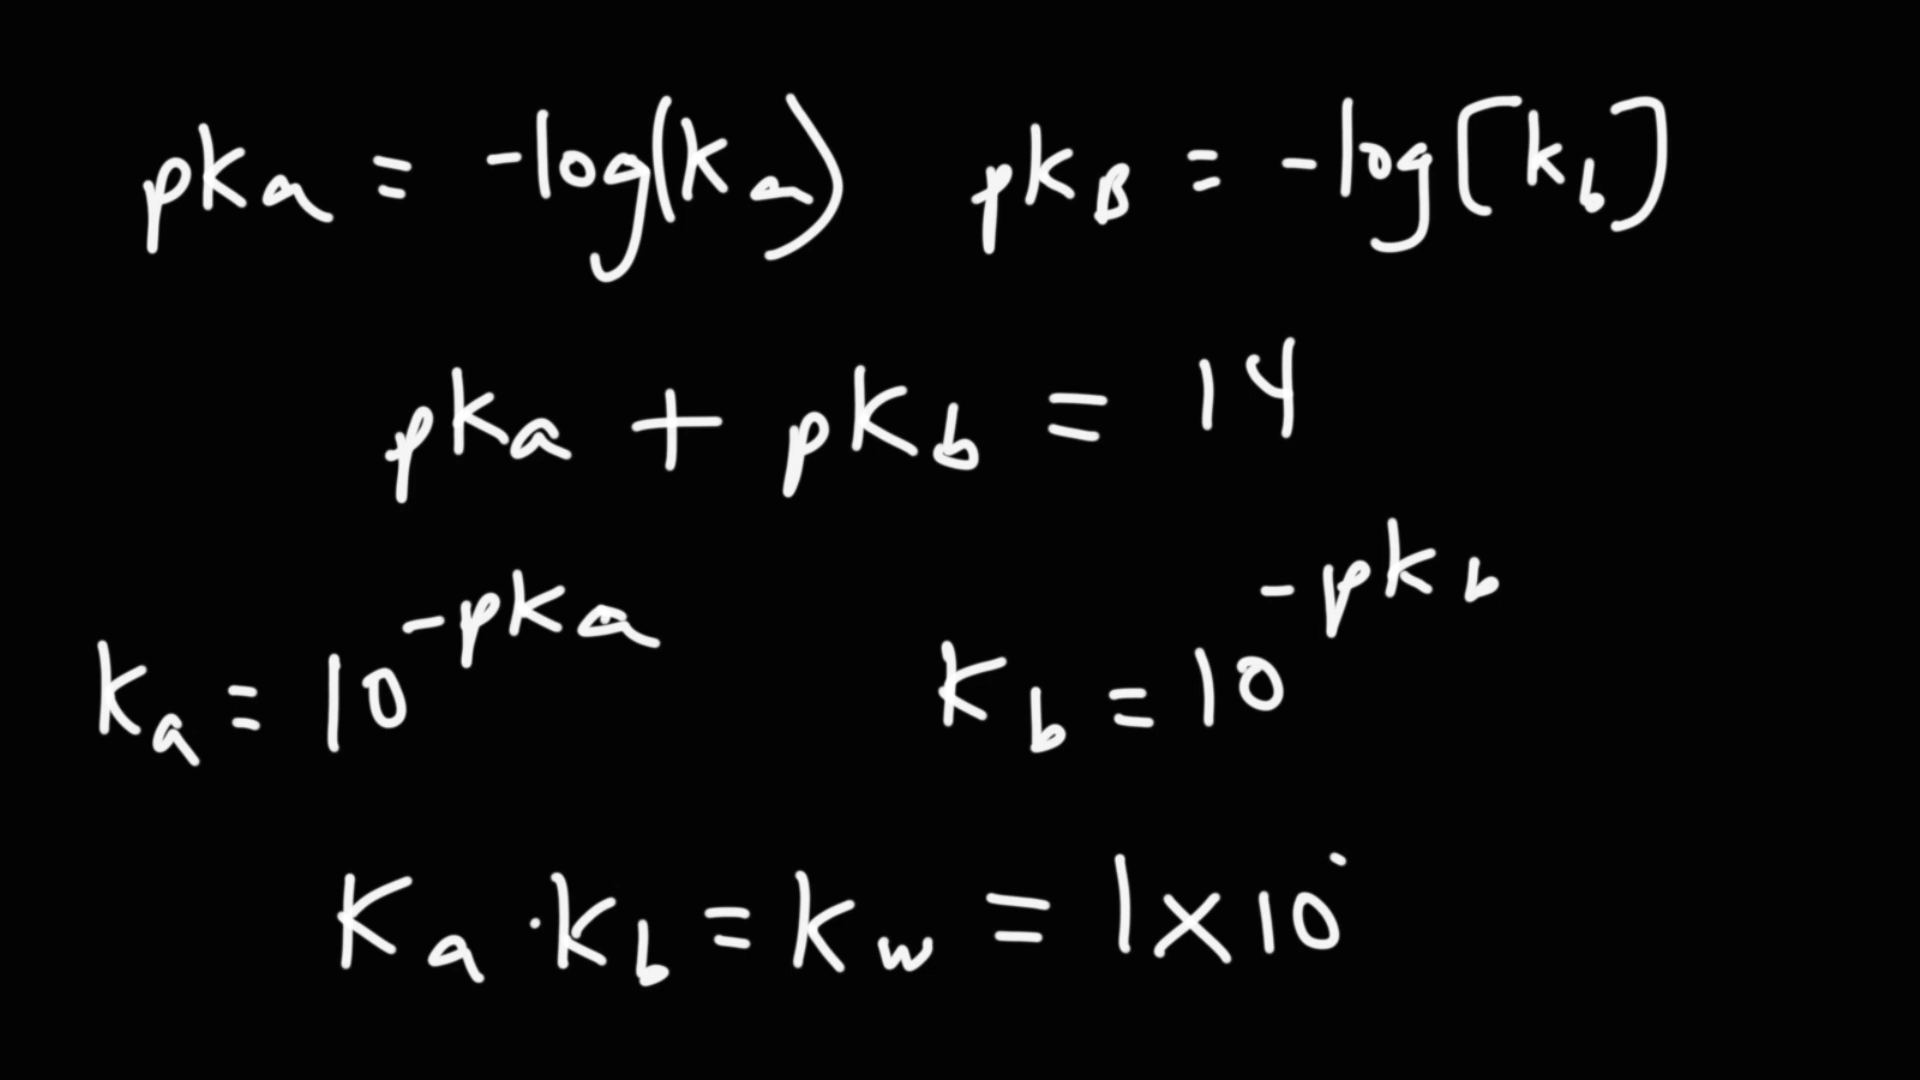 pka = -log(ka) pkB = -log[kb]
pka + pkb = 14
ka = 10^-pka kb = 10^-pkb
Ka · kb = kw = 1x10